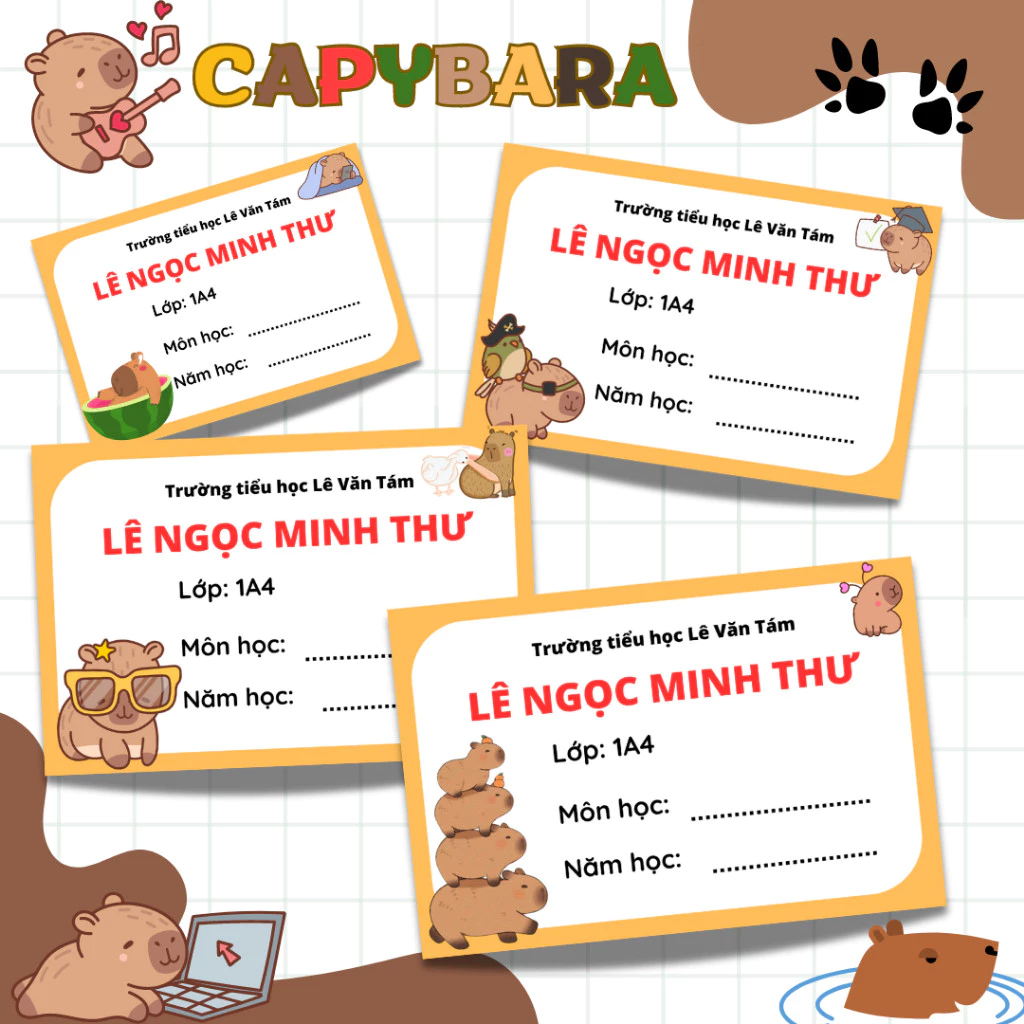 CAPYBARA
Trường tiểu học Lê Văn Tám
LÊ NGỌC MINH THƯ
Lớp: 1A4
Môn học: ....................
Năm học: ....................
Trường tiểu học Lê Văn Tám
LÊ NGỌC MINH THƯ
Lớp: 1A4
Môn học: ....................
Năm học: ....................
Trường tiểu học Lê Văn Tám
LÊ NGỌC MINH THƯ
Lớp: 1A4
Môn học: ............
Năm học: ..........
Trường tiểu học Lê Văn Tám
LÊ NGỌC MINH THƯ
Lớp: 1A4
Môn học: ........................
Năm học: ......................